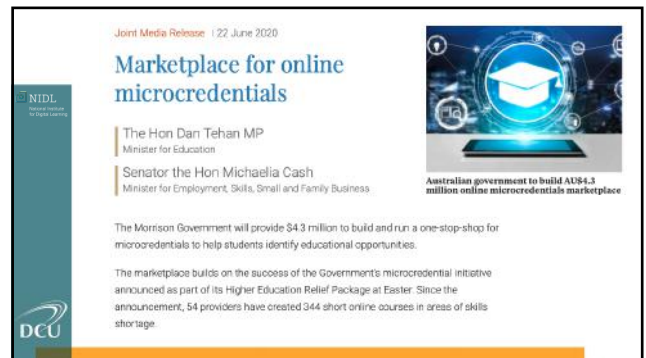 Joint Media Release | 22 June 2020
Marketplace for online
microcredentials
The Hon Dan Tehan MP
Minister for Education
Senator the Hon Michaelia Cash
Minister for Employment, Skills, Small and Family Business
Australian government to build AU$4.3
million online microcredentials marketplace
The Morrison Government will provide $4.3 million to build and run a one-stop-shop for
microcredentials to help students identify educational opportunities.
The marketplace builds on the success of the Government's microcredential initiative
announced as part of its Higher Education Relief Package at Easter. Since the
announcement, 54 providers have created 344 short online courses in areas of skills
shortage.
NIDL
National Institute
for Digital Learning
DCU